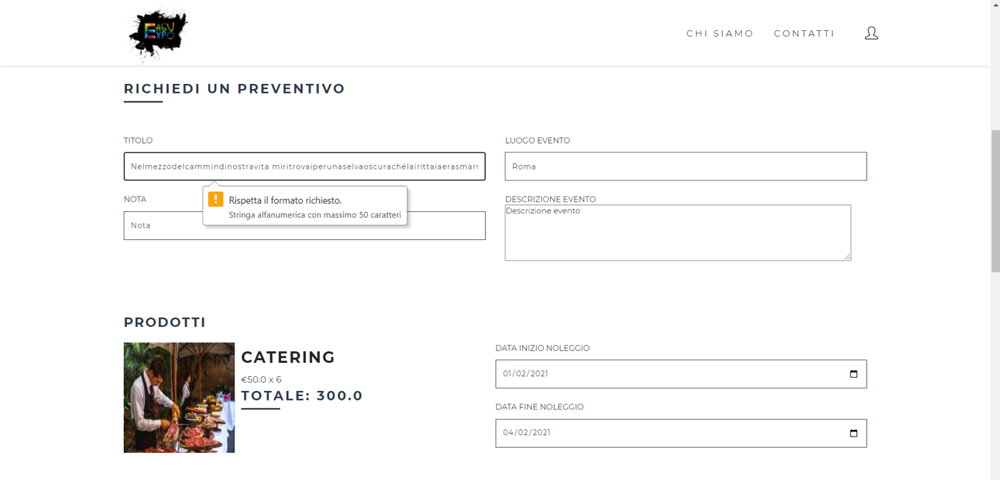 EASY
EXPO
CHI SIAMO
CONTATTI
RICHIEDI UN PREVENTIVO
TITOLO
Nelmezzodelcammindinostravita miritrovaiperunaselvaoscurachélairittaiaerasmarr
LUOGO EVENTO
Roma
Rispetta il formato richiesto.
Stringa alfanumerica con massimo 50 caratteri
NOTA
Nota
DESCRIZIONE EVENTO
Descrizione evento
PRODOTTI
CATERING
€50.0 x 6
TOTALE: 300.0
DATA INIZIO NOLEGGIO
01/02/2021
DATA FINE NOLEGGIO
04/02/2021